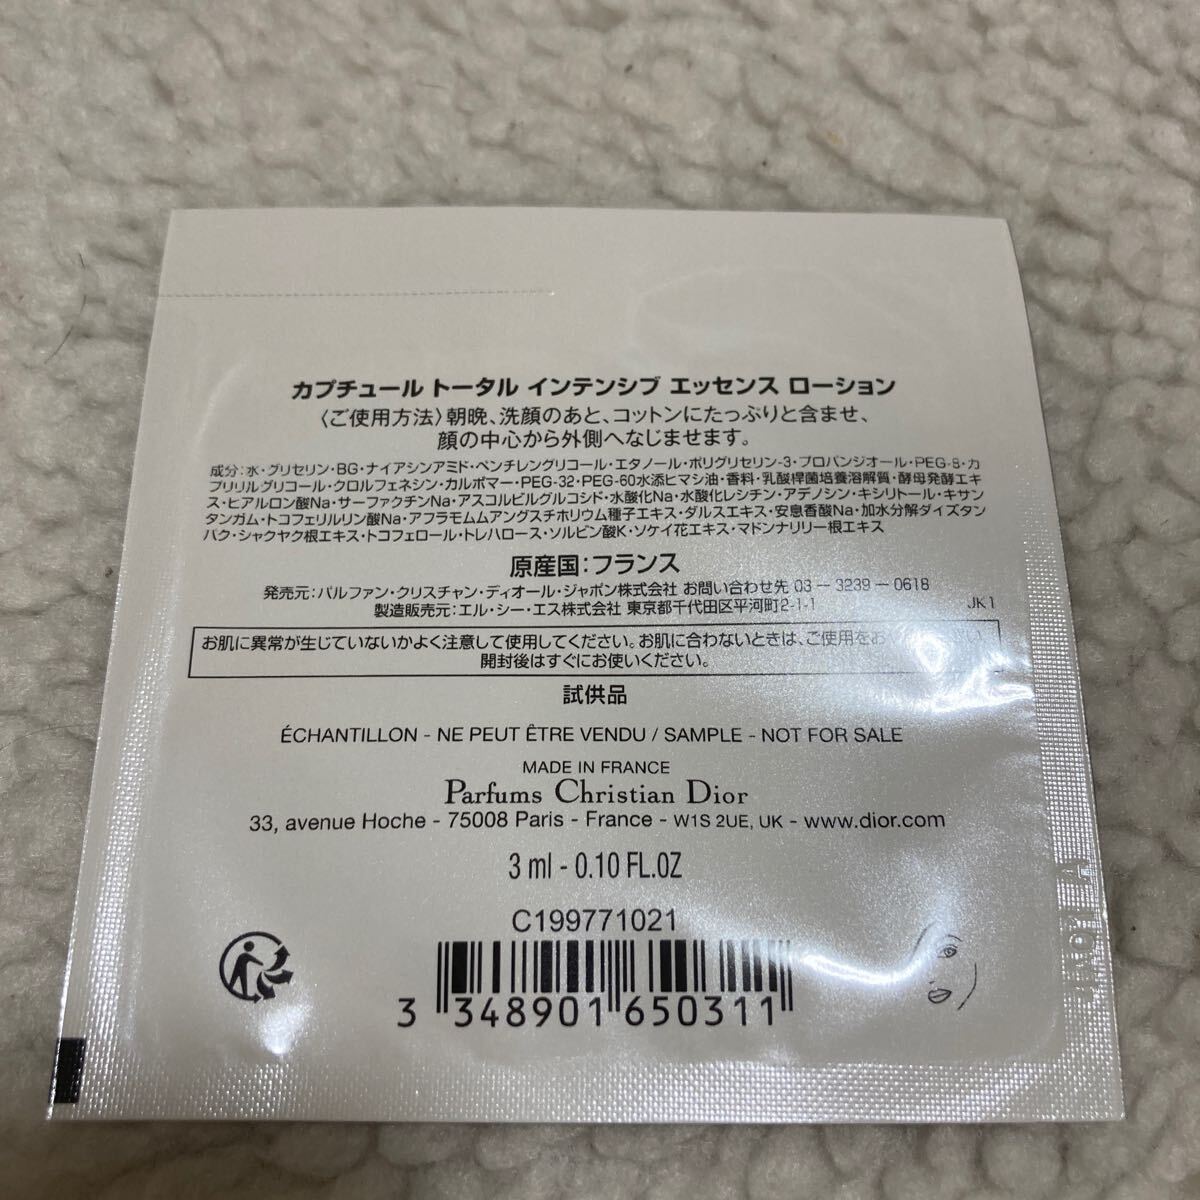 カプチュール トータル インテンシブ エッセンス ローション
〈ご使用方法〉朝晩、洗顔のあと、コットンにたっぷりと含ませ、
顔の中心から外側へなじませます。
成分:水・グリセリン・BG・ナイアシンアミド・ペンチレングリコール・エタノール・ポリグリセリン-3・プロパンジオール・PEG-8・カ
プリリルグリコール・クロルフェネシン・カルボマー・PEG-32・PEG-60水添ヒマシ油・香料・乳酸桿菌培養溶解質・酵母発酵エキ
ス・ヒアルロン酸Na・サーファクチンNa・アスコルビルグルコシド・水酸化Na・水酸化レシチン・アデノシン・キシリトール・キサン
タンガム・トコフェリルリン酸Na・アフラモムムアングスチホリウム種子エキス・ダルスエキス・安息香酸Na・加水分解ダイズタン
パク・シャクヤク根エキス・トコフェロール・トレハロース・ソルビン酸K・ソケイ花エキス・マドンナリリー根エキス
原産国:フランス
発売元:パルファン・クリスチャン・ディオール・ジャポン株式会社 お問い合わせ先 03-3239-0618
製造販売元:エル・シー・エス株式会社 東京都千代田区平河町2-1-1 JK1
お肌に異常が生じていないかよく注意して使用してください。お肌に合わないときは、ご使用をお い。
開封後はすぐにお使いください。
試供品
ÉCHANTILLON - NE PEUT ÊTRE VENDU / SAMPLE - NOT FOR SALE
MADE IN FRANCE
Parfums Christian Dior
33, avenue Hoche - 75008 Paris - France - W1S 2UE, UK - www.dior.com
3 ml - 0.10 FL.OZ
C199771021
3 348901 650311